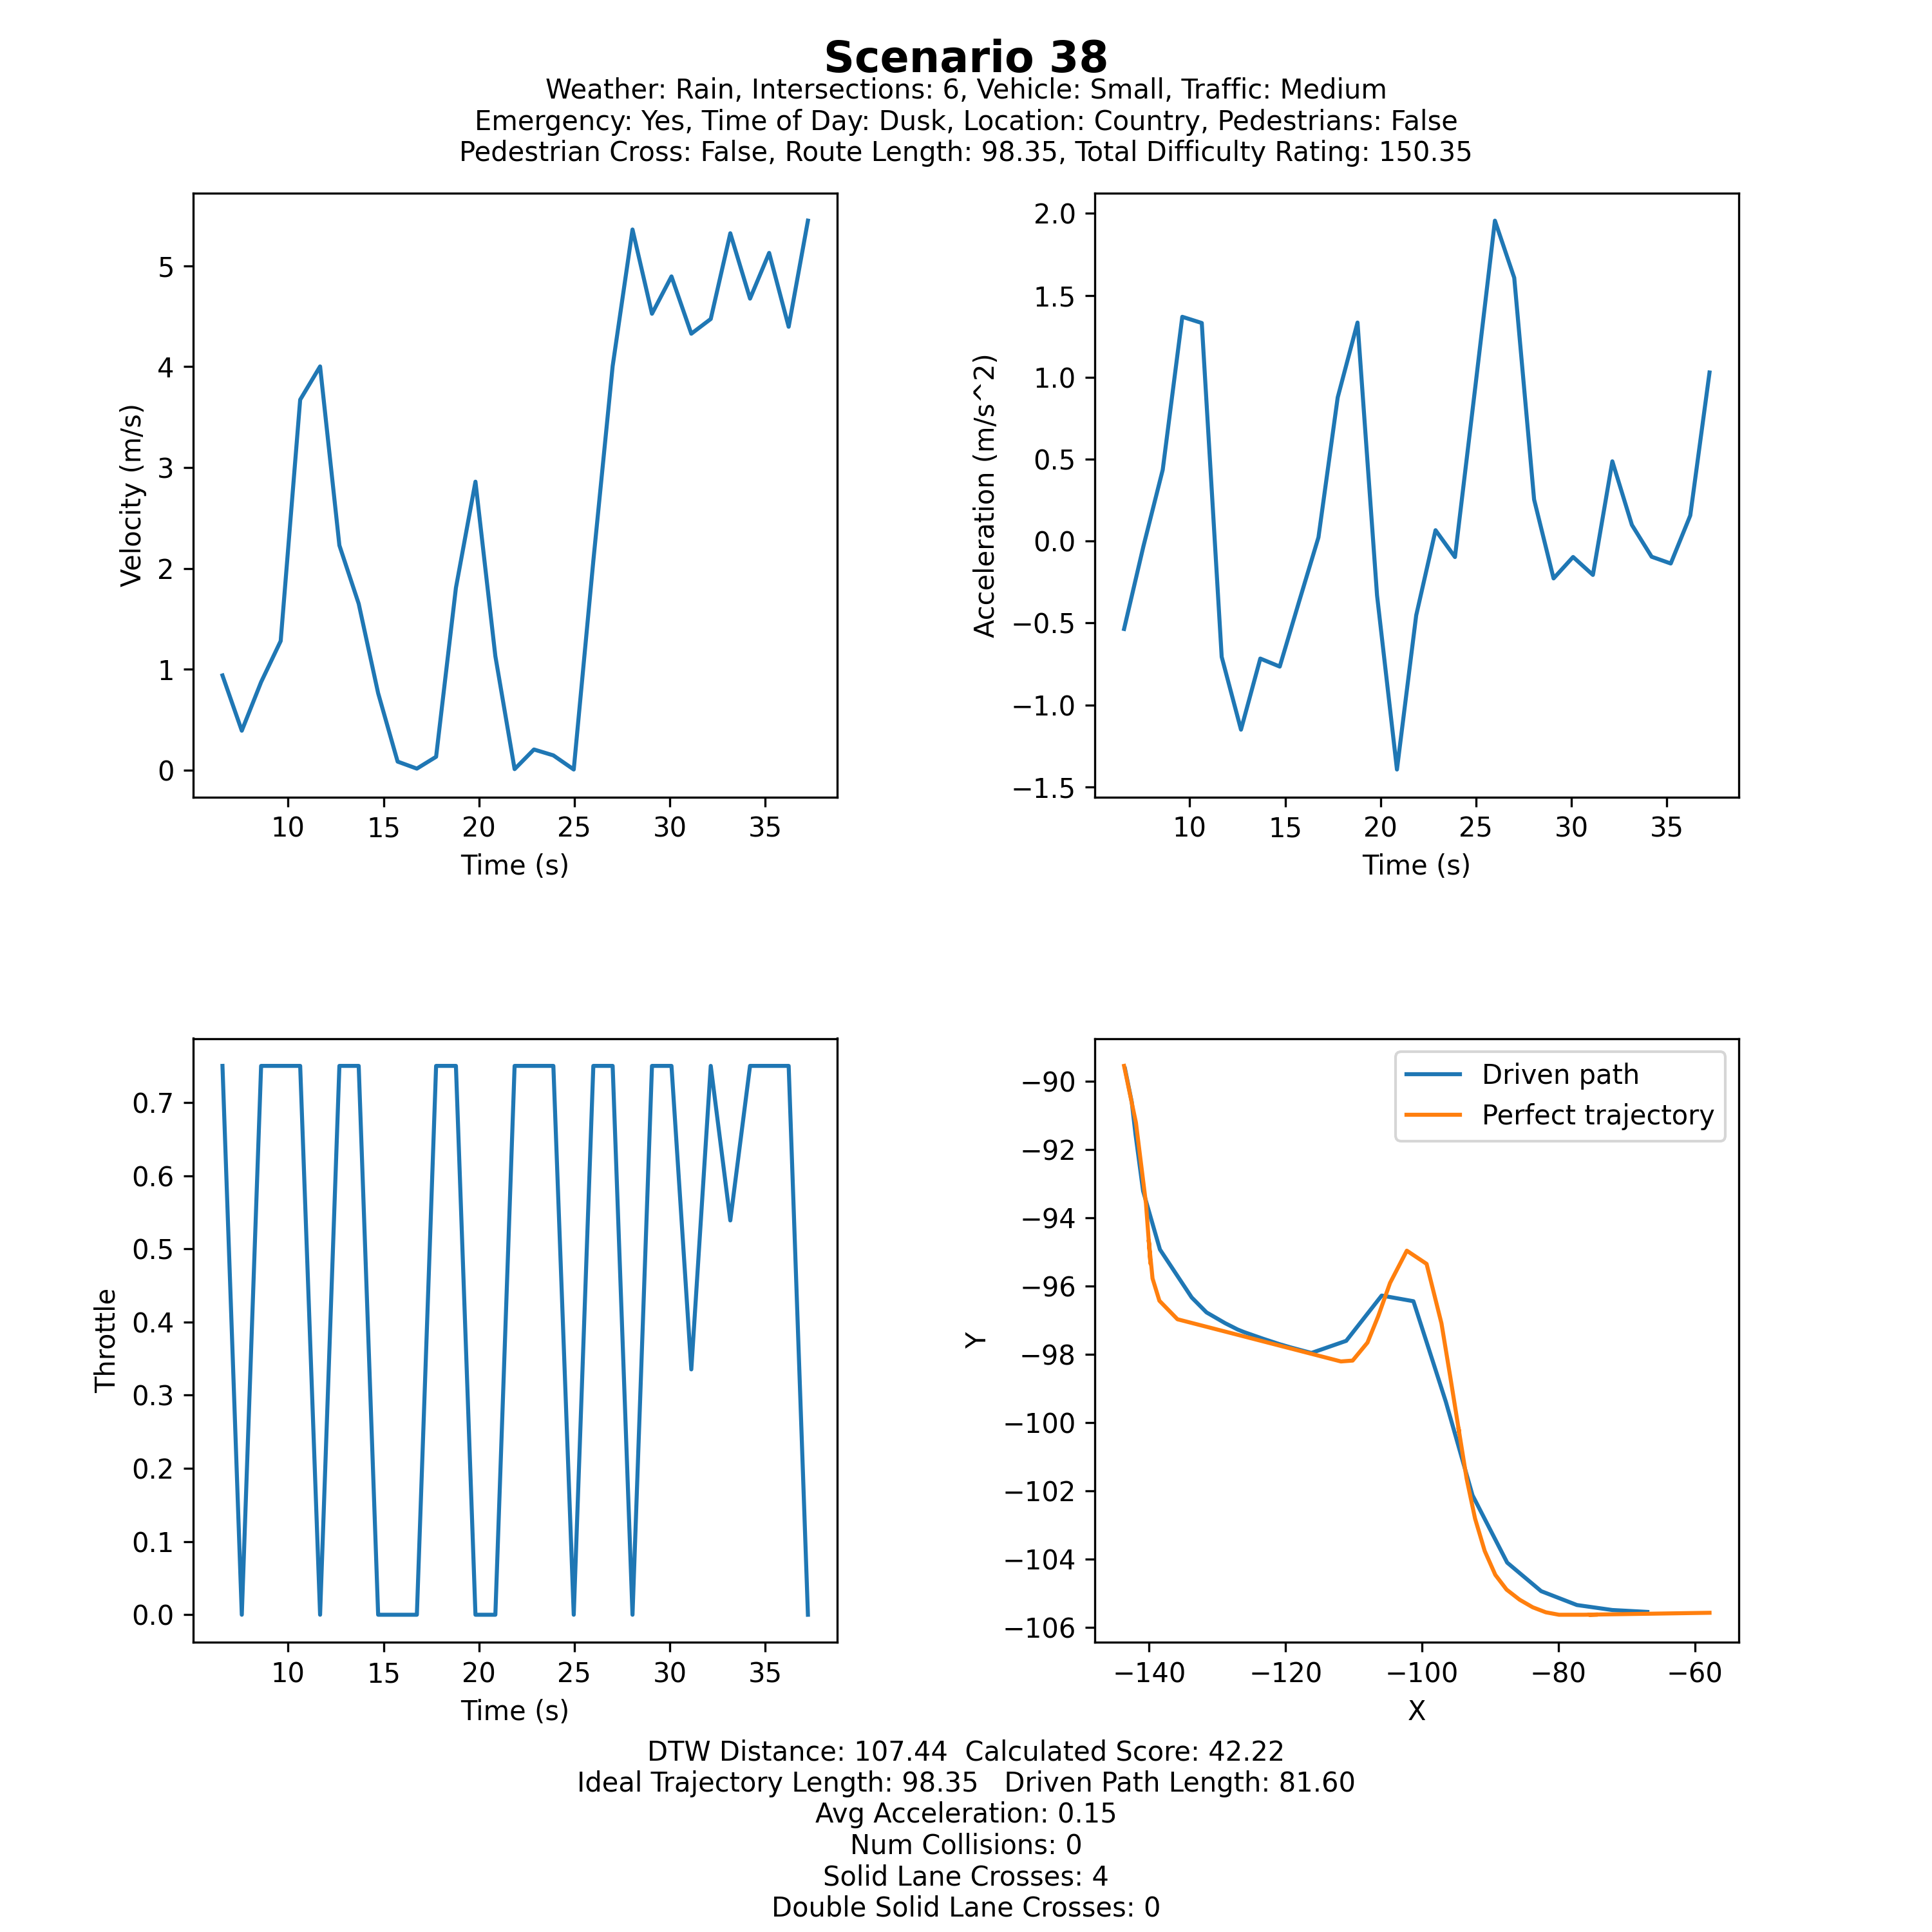 Scenario 38
Weather: Rain, Intersections: 6, Vehicle: Small, Traffic: Medium
Emergency: Yes, Time of Day: Dusk, Location: Country, Pedestrians: False
Pedestrian Cross: False, Route Length: 98.35, Total Difficulty Rating: 150.35
Velocity (m/s)
5
4
3
2
1
0
10 15 20 25 30 35
Time (s)
Acceleration (m/s^2)
2.0
1.5
1.0
0.5
0.0
−0.5
−1.0
−1.5
10 15 20 25 30 35
Time (s)
Throttle
0.7
0.6
0.5
0.4
0.3
0.2
0.1
0.0
10 15 20 25 30 35
Time (s)
Driven path
Perfect trajectory
Y
−90
−92
−94
−96
−98
−100
−102
−104
−106
−140 −120 −100 −80 −60
X
DTW Distance: 107.44 Calculated Score: 42.22
Ideal Trajectory Length: 98.35 Driven Path Length: 81.60
Avg Acceleration: 0.15
Num Collisions: 0
Solid Lane Crosses: 4
Double Solid Lane Crosses: 0